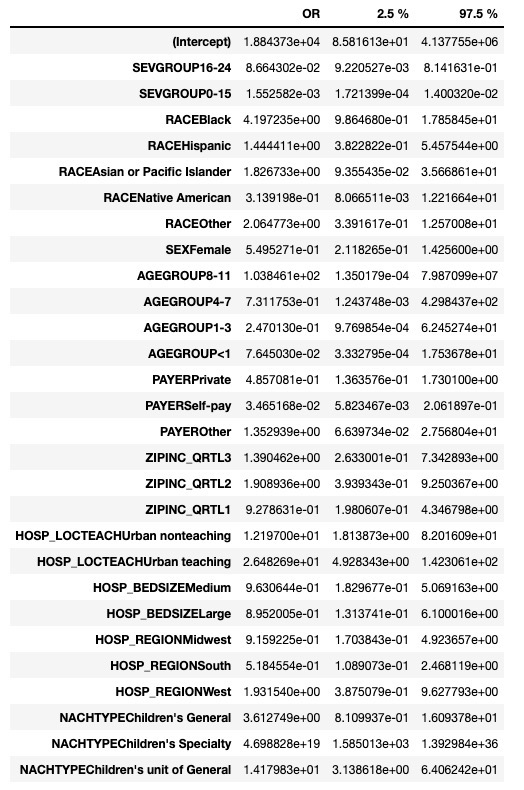 OR 2.5 % 97.5 %
(Intercept) 1.884373e+04 8.581613e+01 4.137755e+06
SEVGROUP16-24 8.664302e-02 9.220527e-03 8.141631e-01
SEVGROUP0-15 1.552582e-03 1.721399e-04 1.400320e-02
RACEBlack 4.197235e+00 9.864680e-01 1.785845e+01
RACEHispanic 1.444411e+00 3.822822e-01 5.457544e+00
RACEAsian or Pacific Islander 1.826733e+00 9.355435e-02 3.566861e+01
RACENative American 3.139198e-01 8.066511e-03 1.221664e+01
RACEOther 2.064773e+00 3.391617e-01 1.257008e+01
SEXFemale 5.495271e-01 2.118265e-01 1.425600e+00
AGEGROUP8-11 1.038461e+02 1.350179e-04 7.987099e+07
AGEGROUP4-7 7.311753e-01 1.243748e-03 4.298437e+02
AGEGROUP1-3 2.470130e-01 9.769854e-04 6.245274e+01
AGEGROUP<1 7.645030e-02 3.332795e-04 1.753678e+01
PAYERPrivate 4.857081e-01 1.363576e-01 1.730100e+00
PAYERSelf-pay 3.465168e-02 5.823467e-03 2.061897e-01
PAYEROther 1.352939e+00 6.639734e-02 2.756804e+01
ZIPINC_QRTL3 1.390462e+00 2.633001e-01 7.342893e+00
ZIPINC_QRTL2 1.908936e+00 3.939343e-01 9.250367e+00
ZIPINC_QRTL1 9.278631e-01 1.980607e-01 4.346798e+00
HOSP_LOCTEACHUrban nonteaching 1.219700e+01 1.813873e+00 8.201609e+01
HOSP_LOCTEACHUrban teaching 2.648269e+01 4.928343e+00 1.423061e+02
HOSP_BEDSIZEMedium 9.630644e-01 1.829677e-01 5.069163e+00
HOSP_BEDSIZELarge 8.952005e-01 1.313741e-01 6.100016e+00
HOSP_REGIONMidwest 9.159225e-01 1.703843e-01 4.923657e+00
HOSP_REGIONSouth 5.184554e-01 1.089073e-01 2.468119e+00
HOSP_REGIONWest 1.931540e+00 3.875079e-01 9.627793e+00
NACHTYPEChildren's General 3.612749e+00 8.109937e-01 1.609378e+01
NACHTYPEChildren's Specialty 4.698828e+19 1.585013e+03 1.392984e+36
NACHTYPEChildren's unit of General 1.417983e+01 3.138618e+00 6.406242e+01